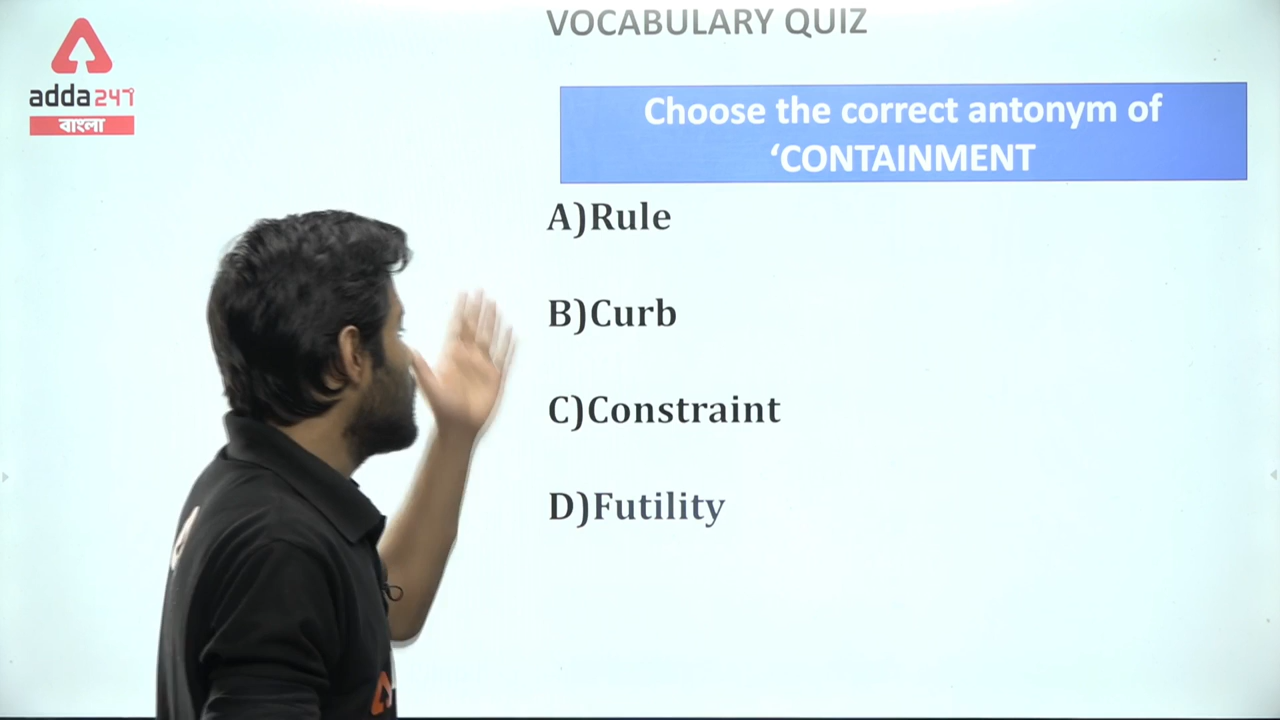 VOCABULARY QUIZ
adda247
বাংলা
Choose the correct antonym of
‘CONTAINMENT
A)Rule
B)Curb
C)Constraint
D)Futility